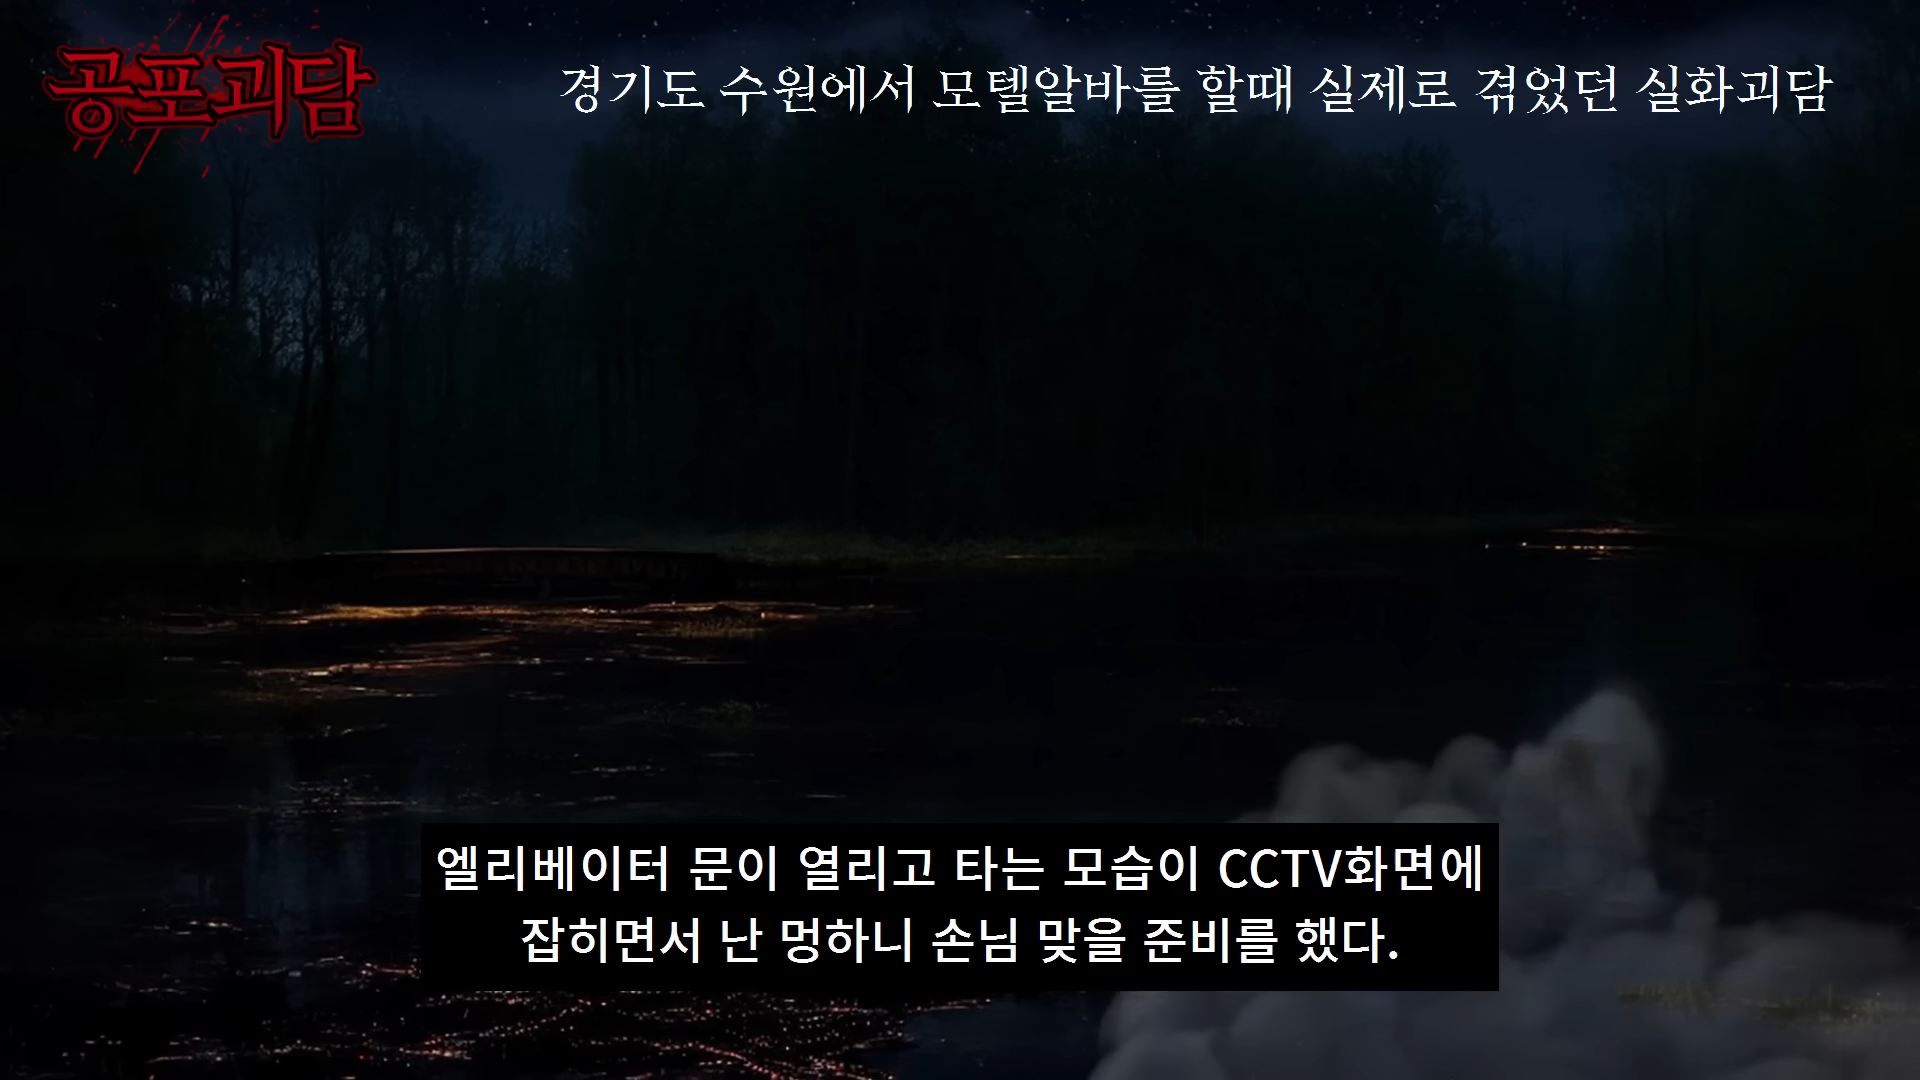 공포괴담
경기도 수원에서 모텔알바를 할때 실제로 겪었던 실화괴담
엘리베이터 문이 열리고 타는 모습이 CCTV화면에
잡히면서 난 멍하니 손님 맞을 준비를 했다.